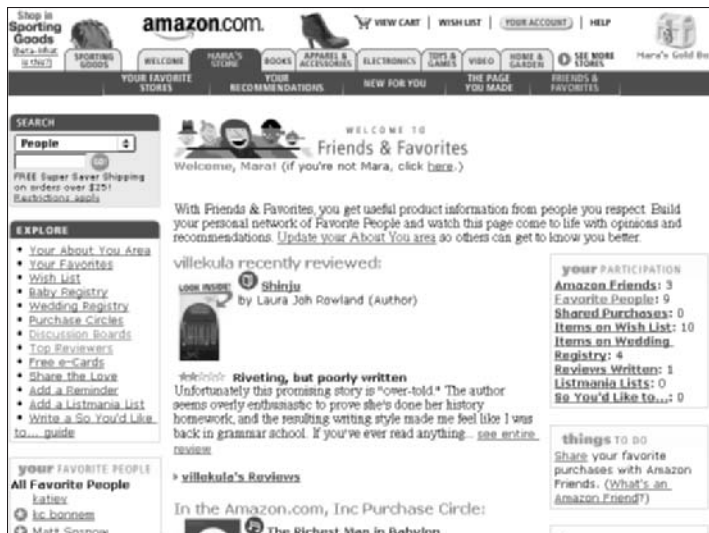 Shop in
Sporting
Goods
(Beta-What
is this?)
amazon.com.
VIEW CART | WISH LIST | YOUR ACCOUNT | HELP
Mara's Gold Bo
SPORTING GOODS
WELCOME
MARA'S STORE
BOOKS
APPAREL & ACCESSORIES
ELECTRONICS
TOYS & GAMES
VIDEO
HOME & GARDEN
SEE MORE STORES
YOUR FAVORITE STORES
YOUR RECOMMENDATIONS
NEW FOR YOU
THE PAGE YOU MADE
FRIENDS & FAVORITES
SEARCH
People
GO
FREE Super Saver Shipping
on orders over $25!
Restrictions apply
EXPLORE
Your About You Area
Your Favorites
Wish List
Baby Registry
Wedding Registry
Purchase Circles
Discussion Boards
Top Reviewers
Free e-Cards
Share the Love
Add a Reminder
Add a Listmania List
Write a So You'd Like
to... guide
your FAVORITE PEOPLE
All Favorite People
katiev
kc bonnem
Matt Sosnow
WELCOME TO
Friends & Favorites
Welcome, Mara! (if you're not Mara, click here.)
With Friends & Favorites, you get useful product information from people you respect. Build
your personal network of Favorite People and watch this page come to life with opinions and
recommendations. Update your About You area so others can get to know you better.
villekula recently reviewed:
LOOK INSIDE!
Shinju
by Laura Joh Rowland (Author)
Riveting, but poorly written
Unfortunately this promising story is "over-told." The author
seems overly enthusiastic to prove she's done her history
homework, and the resulting writing style made me feel like I was
back in grammar school. If you've ever read anything... see entire
review
villekula's Reviews
In the Amazon.com, Inc Purchase Circle:
The Richest Man in Babylon
your PARTICIPATION
Amazon Friends: 3
Favorite People: 9
Shared Purchases: 0
Items on Wish List: 10
Items on Wedding
Registry: 4
Reviews Written: 1
Listmania Lists: 0
So You'd Like to...: 0
things TO DO
Share your favorite
purchases with Amazon
Friends. (What's an
Amazon Friend?)